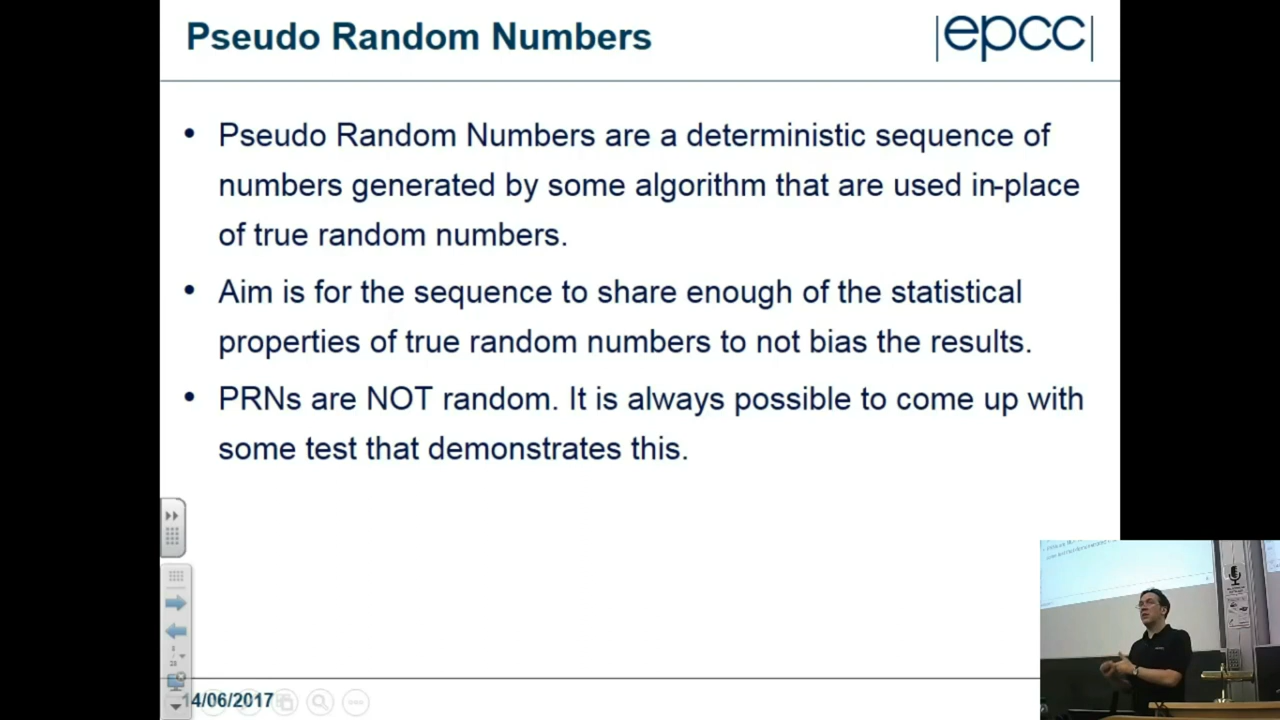 Pseudo Random Numbers
|epcc|
• Pseudo Random Numbers are a deterministic sequence of
numbers generated by some algorithm that are used in-place
of true random numbers.
• Aim is for the sequence to share enough of the statistical
properties of true random numbers to not bias the results.
• PRNs are NOT random. It is always possible to come up with
some test that demonstrates this.
14/06/2017